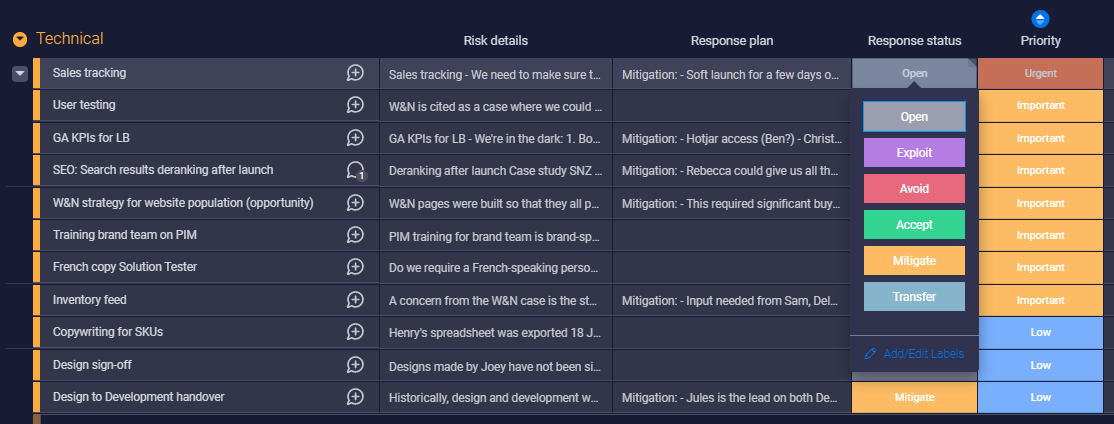 Technical
Risk details Response plan Response status Priority
Sales tracking Sales tracking - We need to make sure t... Mitigation: - Soft launch for a few days o... Open Urgent
User testing W&N is cited as a case where we could ... Important
Open
GA KPIs for LB GA KPIs for LB - We're in the dark: 1. Bo... Mitigation: - Hotjar access (Ben?) - Christ... Important
Exploit
SEO: Search results deranking after launch 1 Deranking after launch Case study SNZ ... Mitigation: - Rebecca could give us all th... Important
Avoid
W&N strategy for website population (opportunity) W&N pages were built so that they all p... Mitigation: - This required significant buy... Important
Accept
Training brand team on PIM PIM training for brand team is brand-sp... Important
Mitigate
French copy Solution Tester Do we require a French-speaking perso... Important
Transfer
Inventory feed A concern from the W&N case is the st... Mitigation: - Input needed from Sam, Del... Important
Copywriting for SKUs Henry's spreadsheet was exported 18 J... Low
Add/Edit Labels
Design sign-off Designs made by Joey have not been si... Low
Design to Development handover Historically, design and development w... Mitigation: - Jules is the lead on both De... Mitigate Low